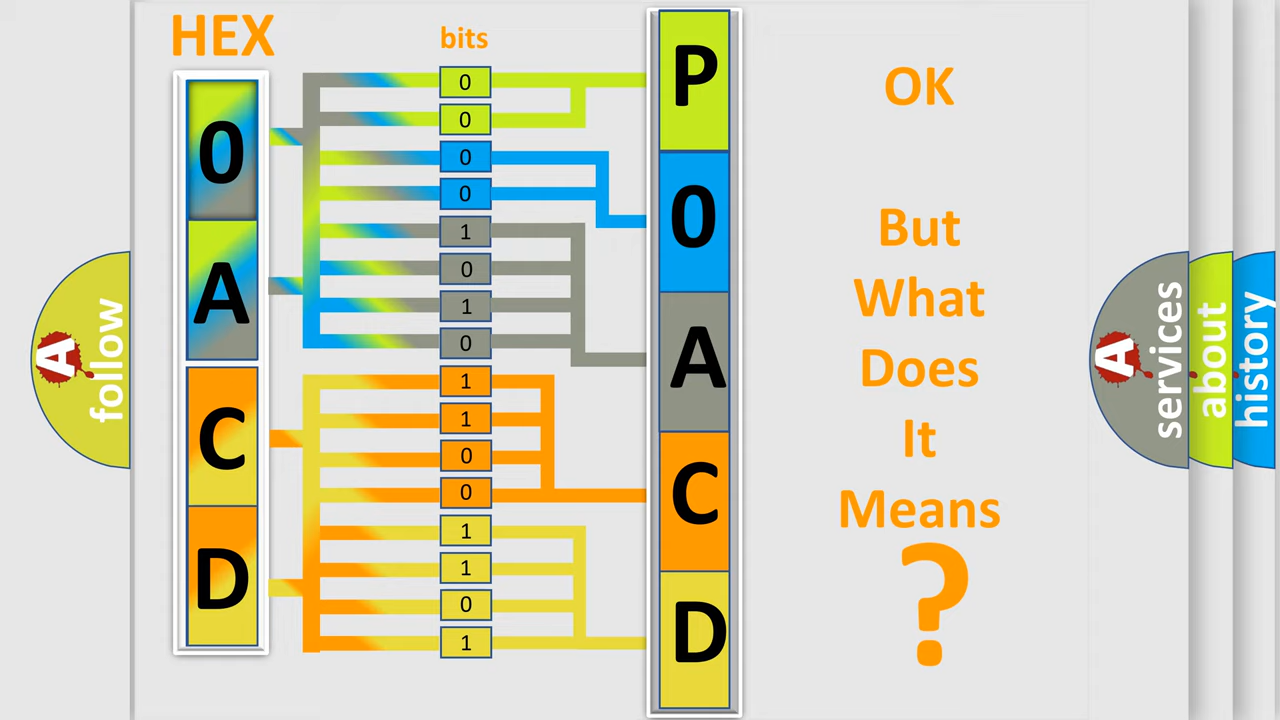 HEX
bits
0
A
C
D
0
0
0
0
1
0
1
0
1
1
0
0
1
1
0
1
P
0
A
C
D
OK
But
What
Does
It
Means
?
A
follow
A
services
about
history